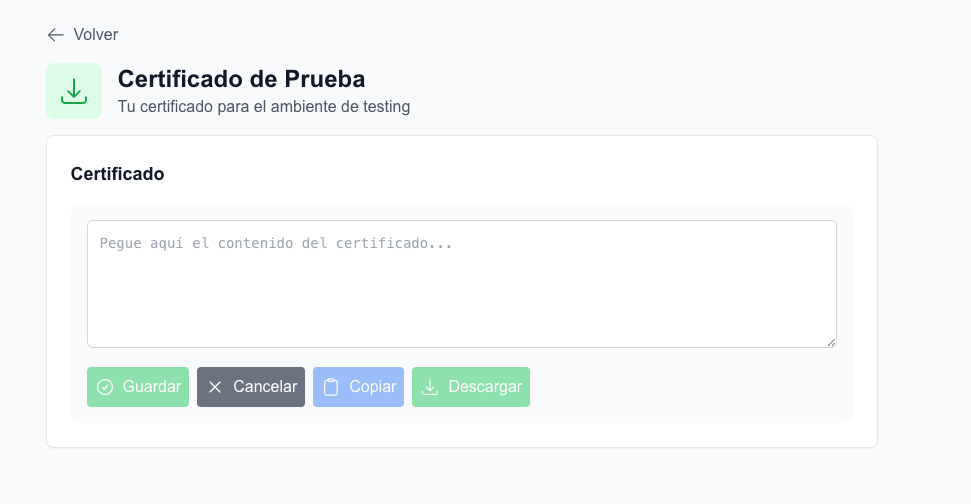 Volver
Certificado de Prueba
Tu certificado para el ambiente de testing
Certificado
Pegue aquí el contenido del certificado...
Guardar Cancelar Copiar Descargar